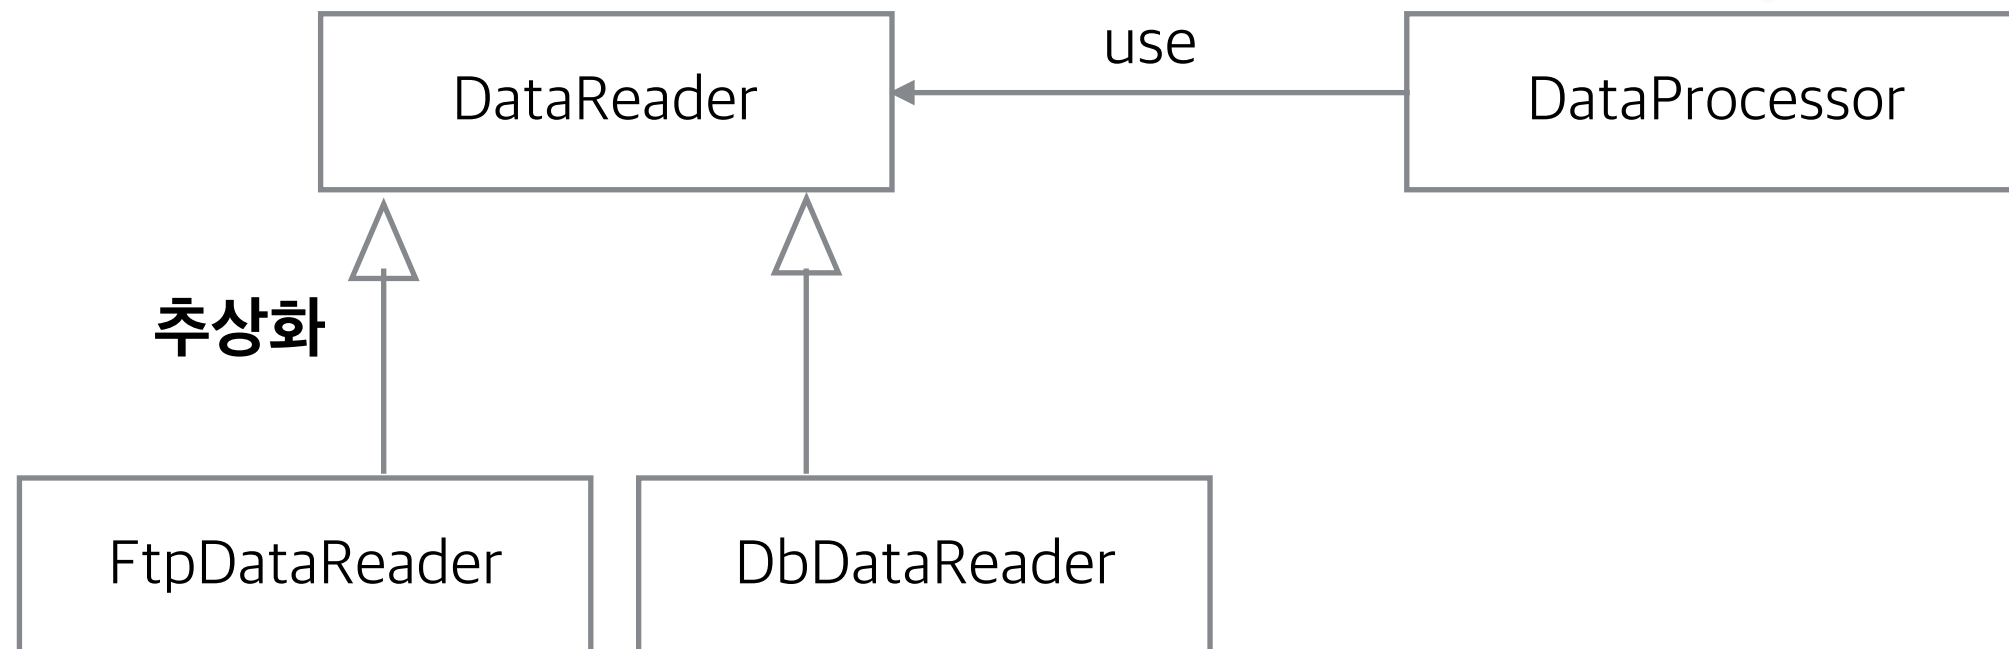 use
DataReader
DataProcessor
추상화
FtpDataReader
DbDataReader